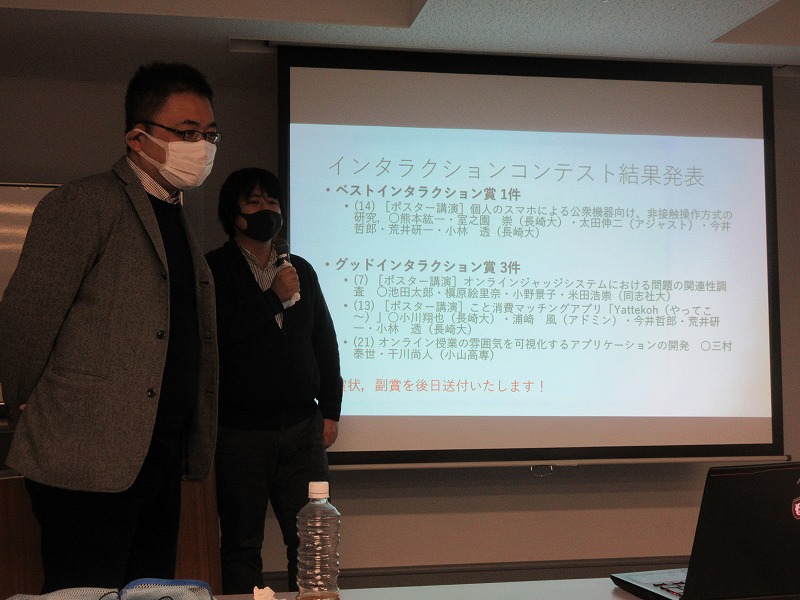 インタラクションコンテスト結果発表
• ベストインタラクション賞 1件
• (14) ［ポスター講演］個人のスマホによる公衆機器向け、非接触操作方式の
研究, 〇熊本紘一・室之園 崇（長崎大）・太田伸二（アジャスト）・今井
哲郎・荒井研一・小林 透（長崎大）
• グッドインタラクション賞 3件
• (7) ［ポスター講演］オンラインジャッジシステムにおける問題の関連性調
査 〇池田太郎・槇原絵里奈・小野景子・米田浩崇（同志社大）
• (13) ［ポスター講演］こと消費マッチングアプリ「Yattekoh（やってこ
〜）」〇小川翔也（長崎大）・浦崎 風（アドミン）・今井哲郎・荒井研
一・小林 透（長崎大）
• (21) オンライン授業の雰囲気を可視化するアプリケーションの開発 〇三村
泰世・干川尚人（小山高専）
賞状, 副賞を後日送付いたします！